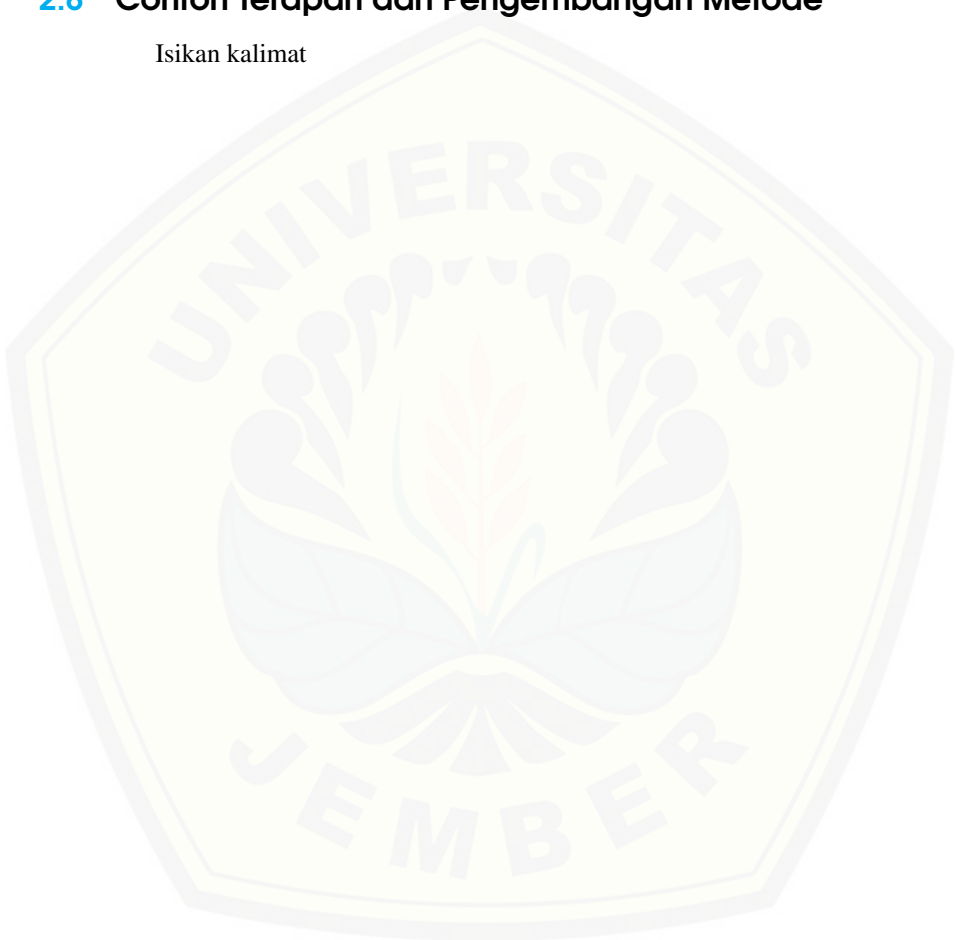 2.6 Contoh Terapan dan Pengembangan Metode
Isikan kalimat
UNIVERSITAS
JEMBER